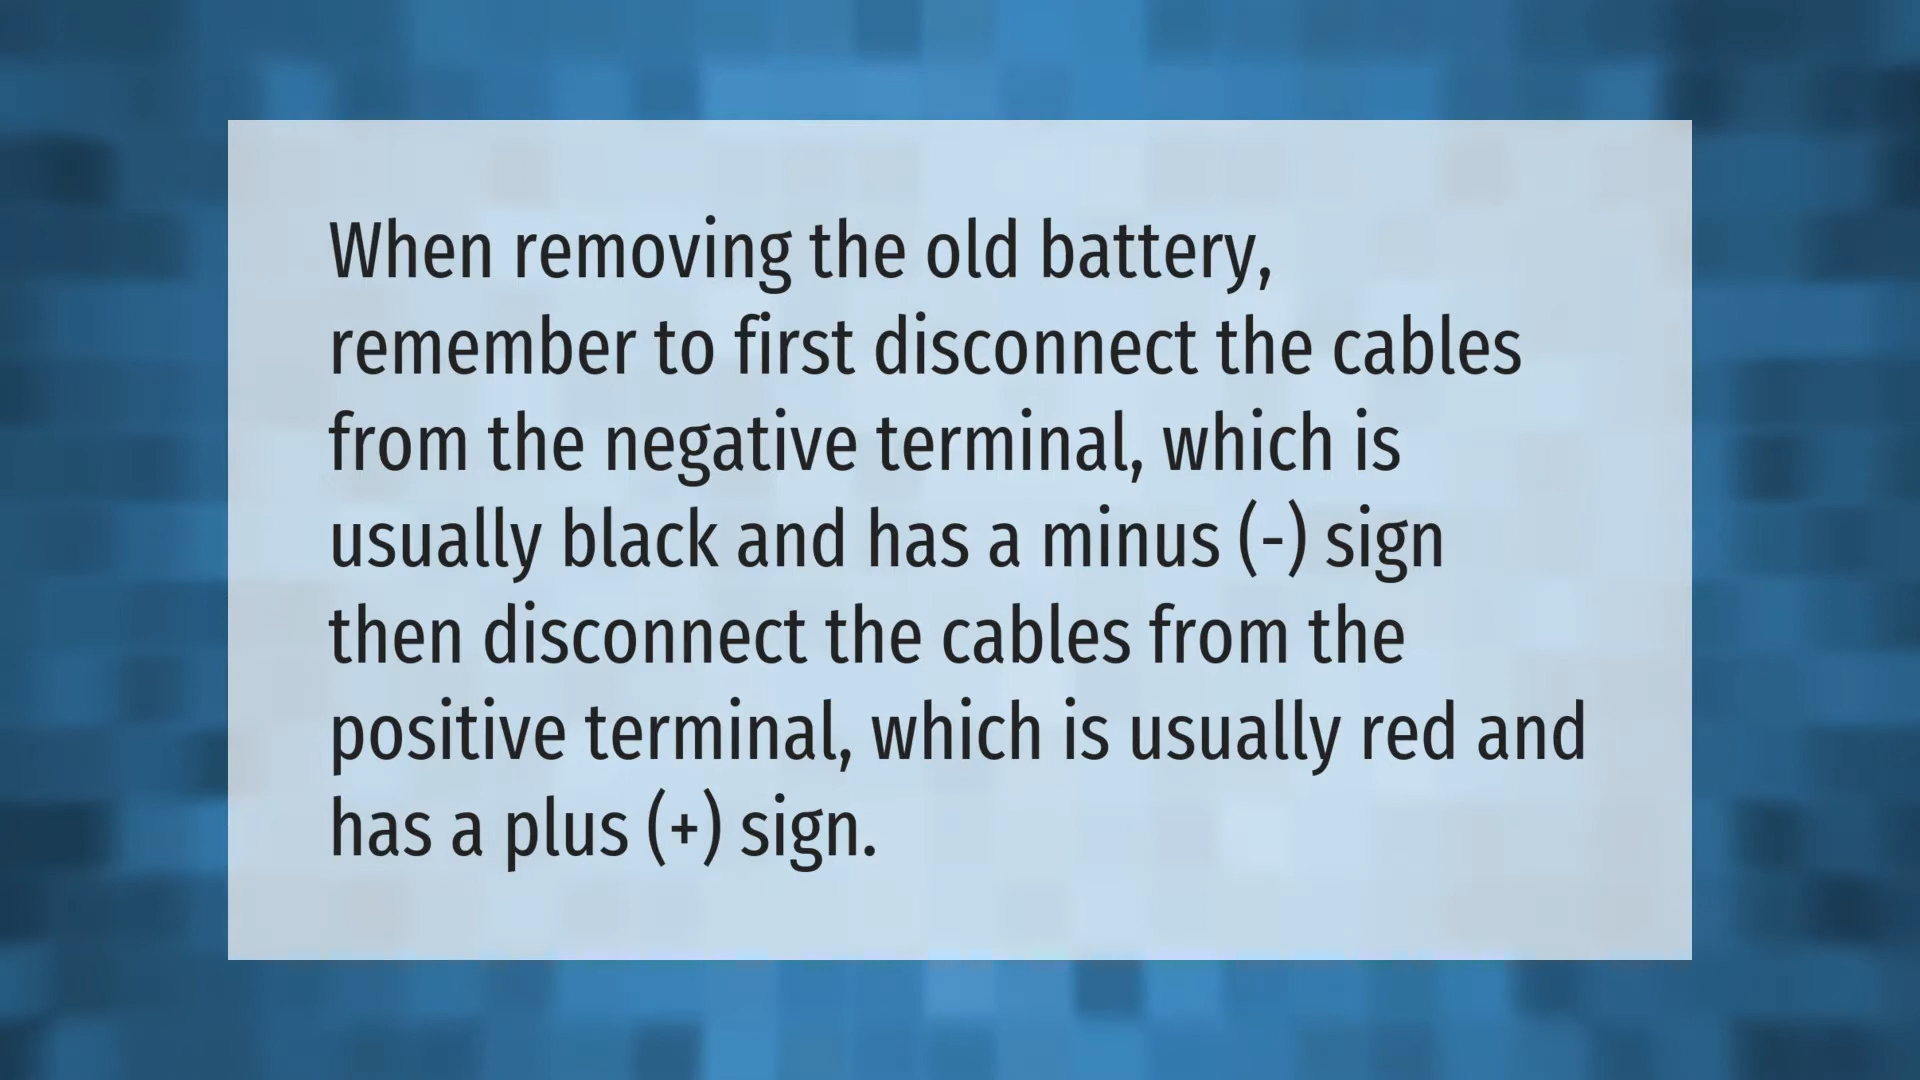 When removing the old battery,
remember to first disconnect the cables
from the negative terminal, which is
usually black and has a minus (-) sign
then disconnect the cables from the
positive terminal, which is usually red and
has a plus (+) sign.